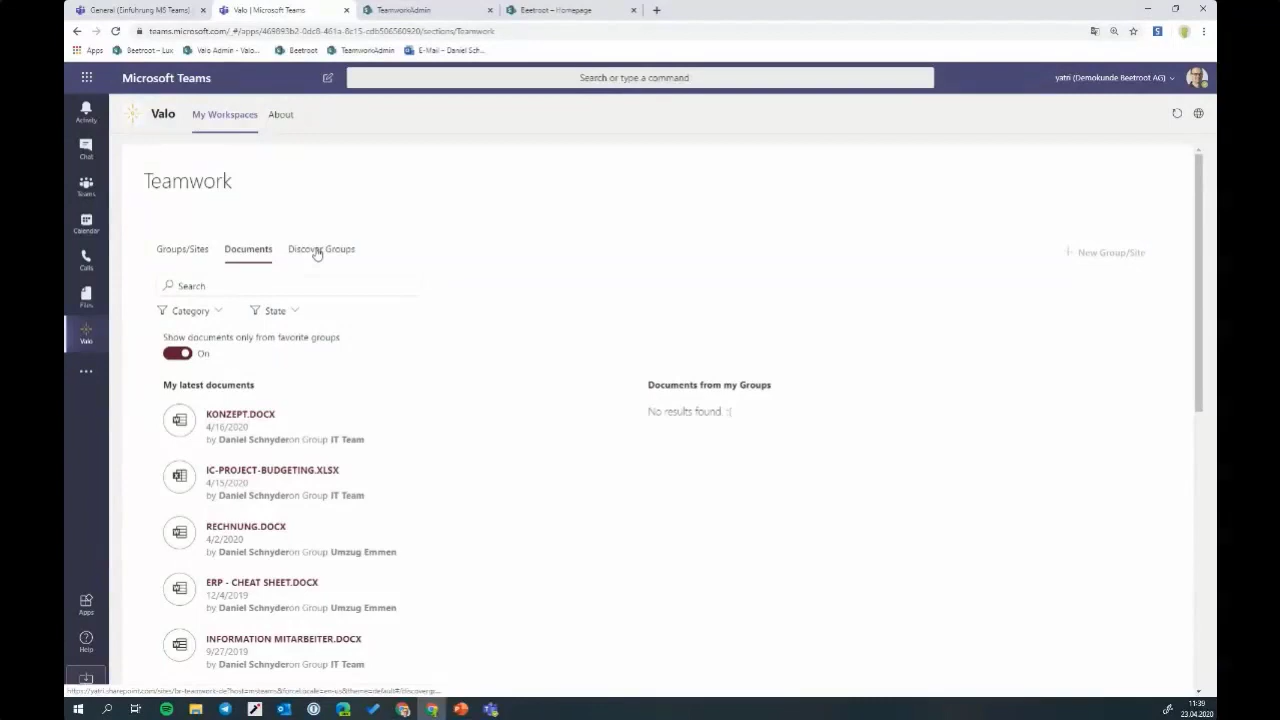 General (Einführung MS Teams)
Valo | Microsoft Teams
TeamworkAdmin
Beetroot – Homepage
Apps
Beetroot – Lux
Valo Admin - Valo...
Beetroot
TeamworkAdmin
E-Mail – Daniel Sch...
Microsoft Teams
Search or type a command
yatri (Demokunde Beetroot AG)
Activity
Chat
Teams
Calendar
Calls
Files
Valo
Apps
Help
Valo
My Workspaces
About
Teamwork
Groups/Sites
Documents
Discover Groups
New Group/Site
Search
Category
State
Show documents only from favorite groups
On
My latest documents
KONZEPT.DOCX
4/16/2020
by Daniel Schnyderon Group IT Team
IC-PROJECT-BUDGETING.XLSX
4/15/2020
by Daniel Schnyderon Group IT Team
RECHNUNG.DOCX
4/2/2020
by Daniel Schnyderon Group Umzug Emmen
ERP - CHEAT SHEET.DOCX
12/4/2019
by Daniel Schnyderon Group Umzug Emmen
INFORMATION MITARBEITER.DOCX
9/27/2019
by Daniel Schnyderon Group IT Team
Documents from my Groups
No results found. :(
11:39
23.04.2020